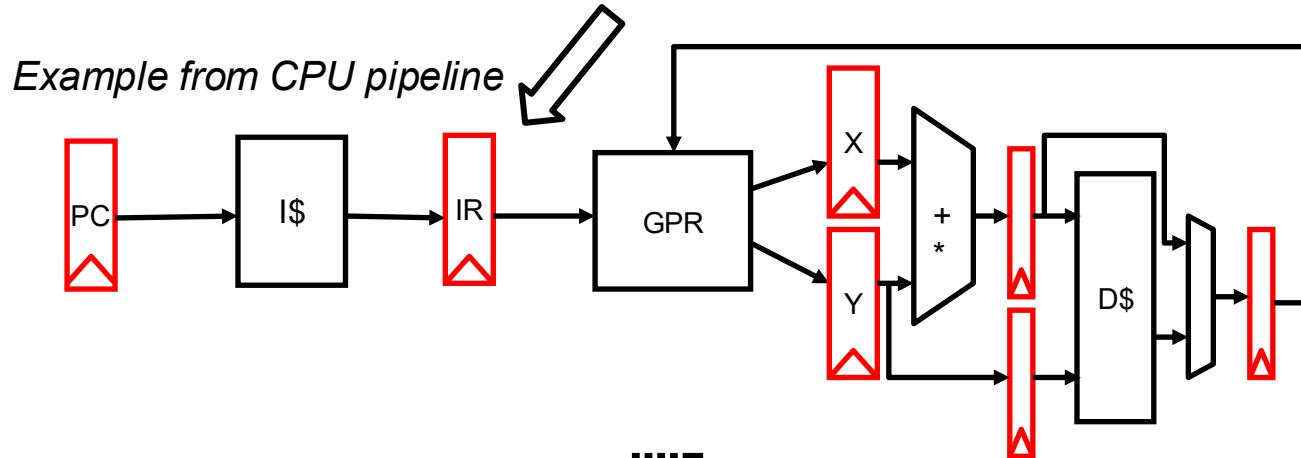 Example from CPU pipeline
PC
I$
IR
GPR
X
Y
+
*
D$